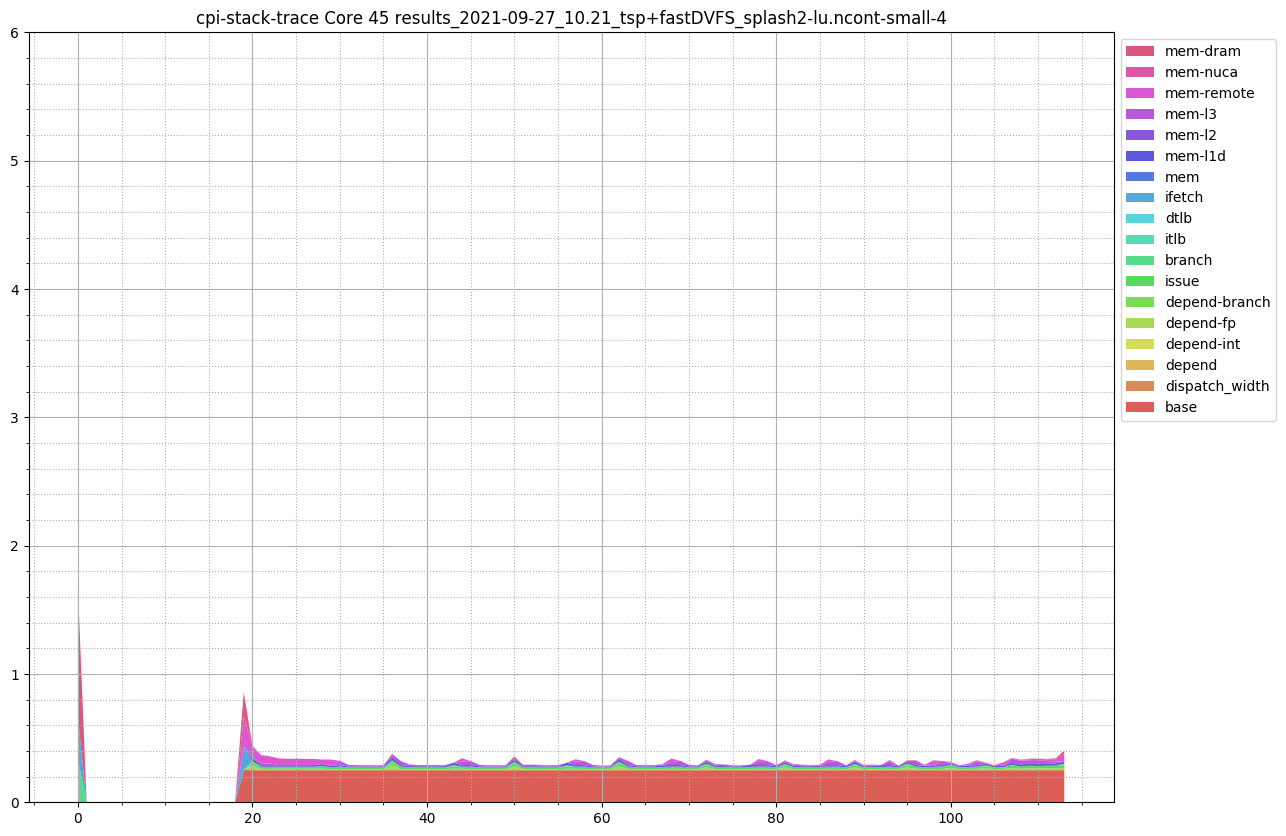 cpi-stack-trace Core 45 results_2021-09-27_10.21_tsp+fastDVFS_splash2-lu.ncont-small-4
6
5
4
3
2
1
0
0 20 40 60 80 100
mem-dram
mem-nuca
mem-remote
mem-l3
mem-l2
mem-l1d
mem
ifetch
dtlb
itlb
branch
issue
depend-branch
depend-fp
depend-int
depend
dispatch_width
base